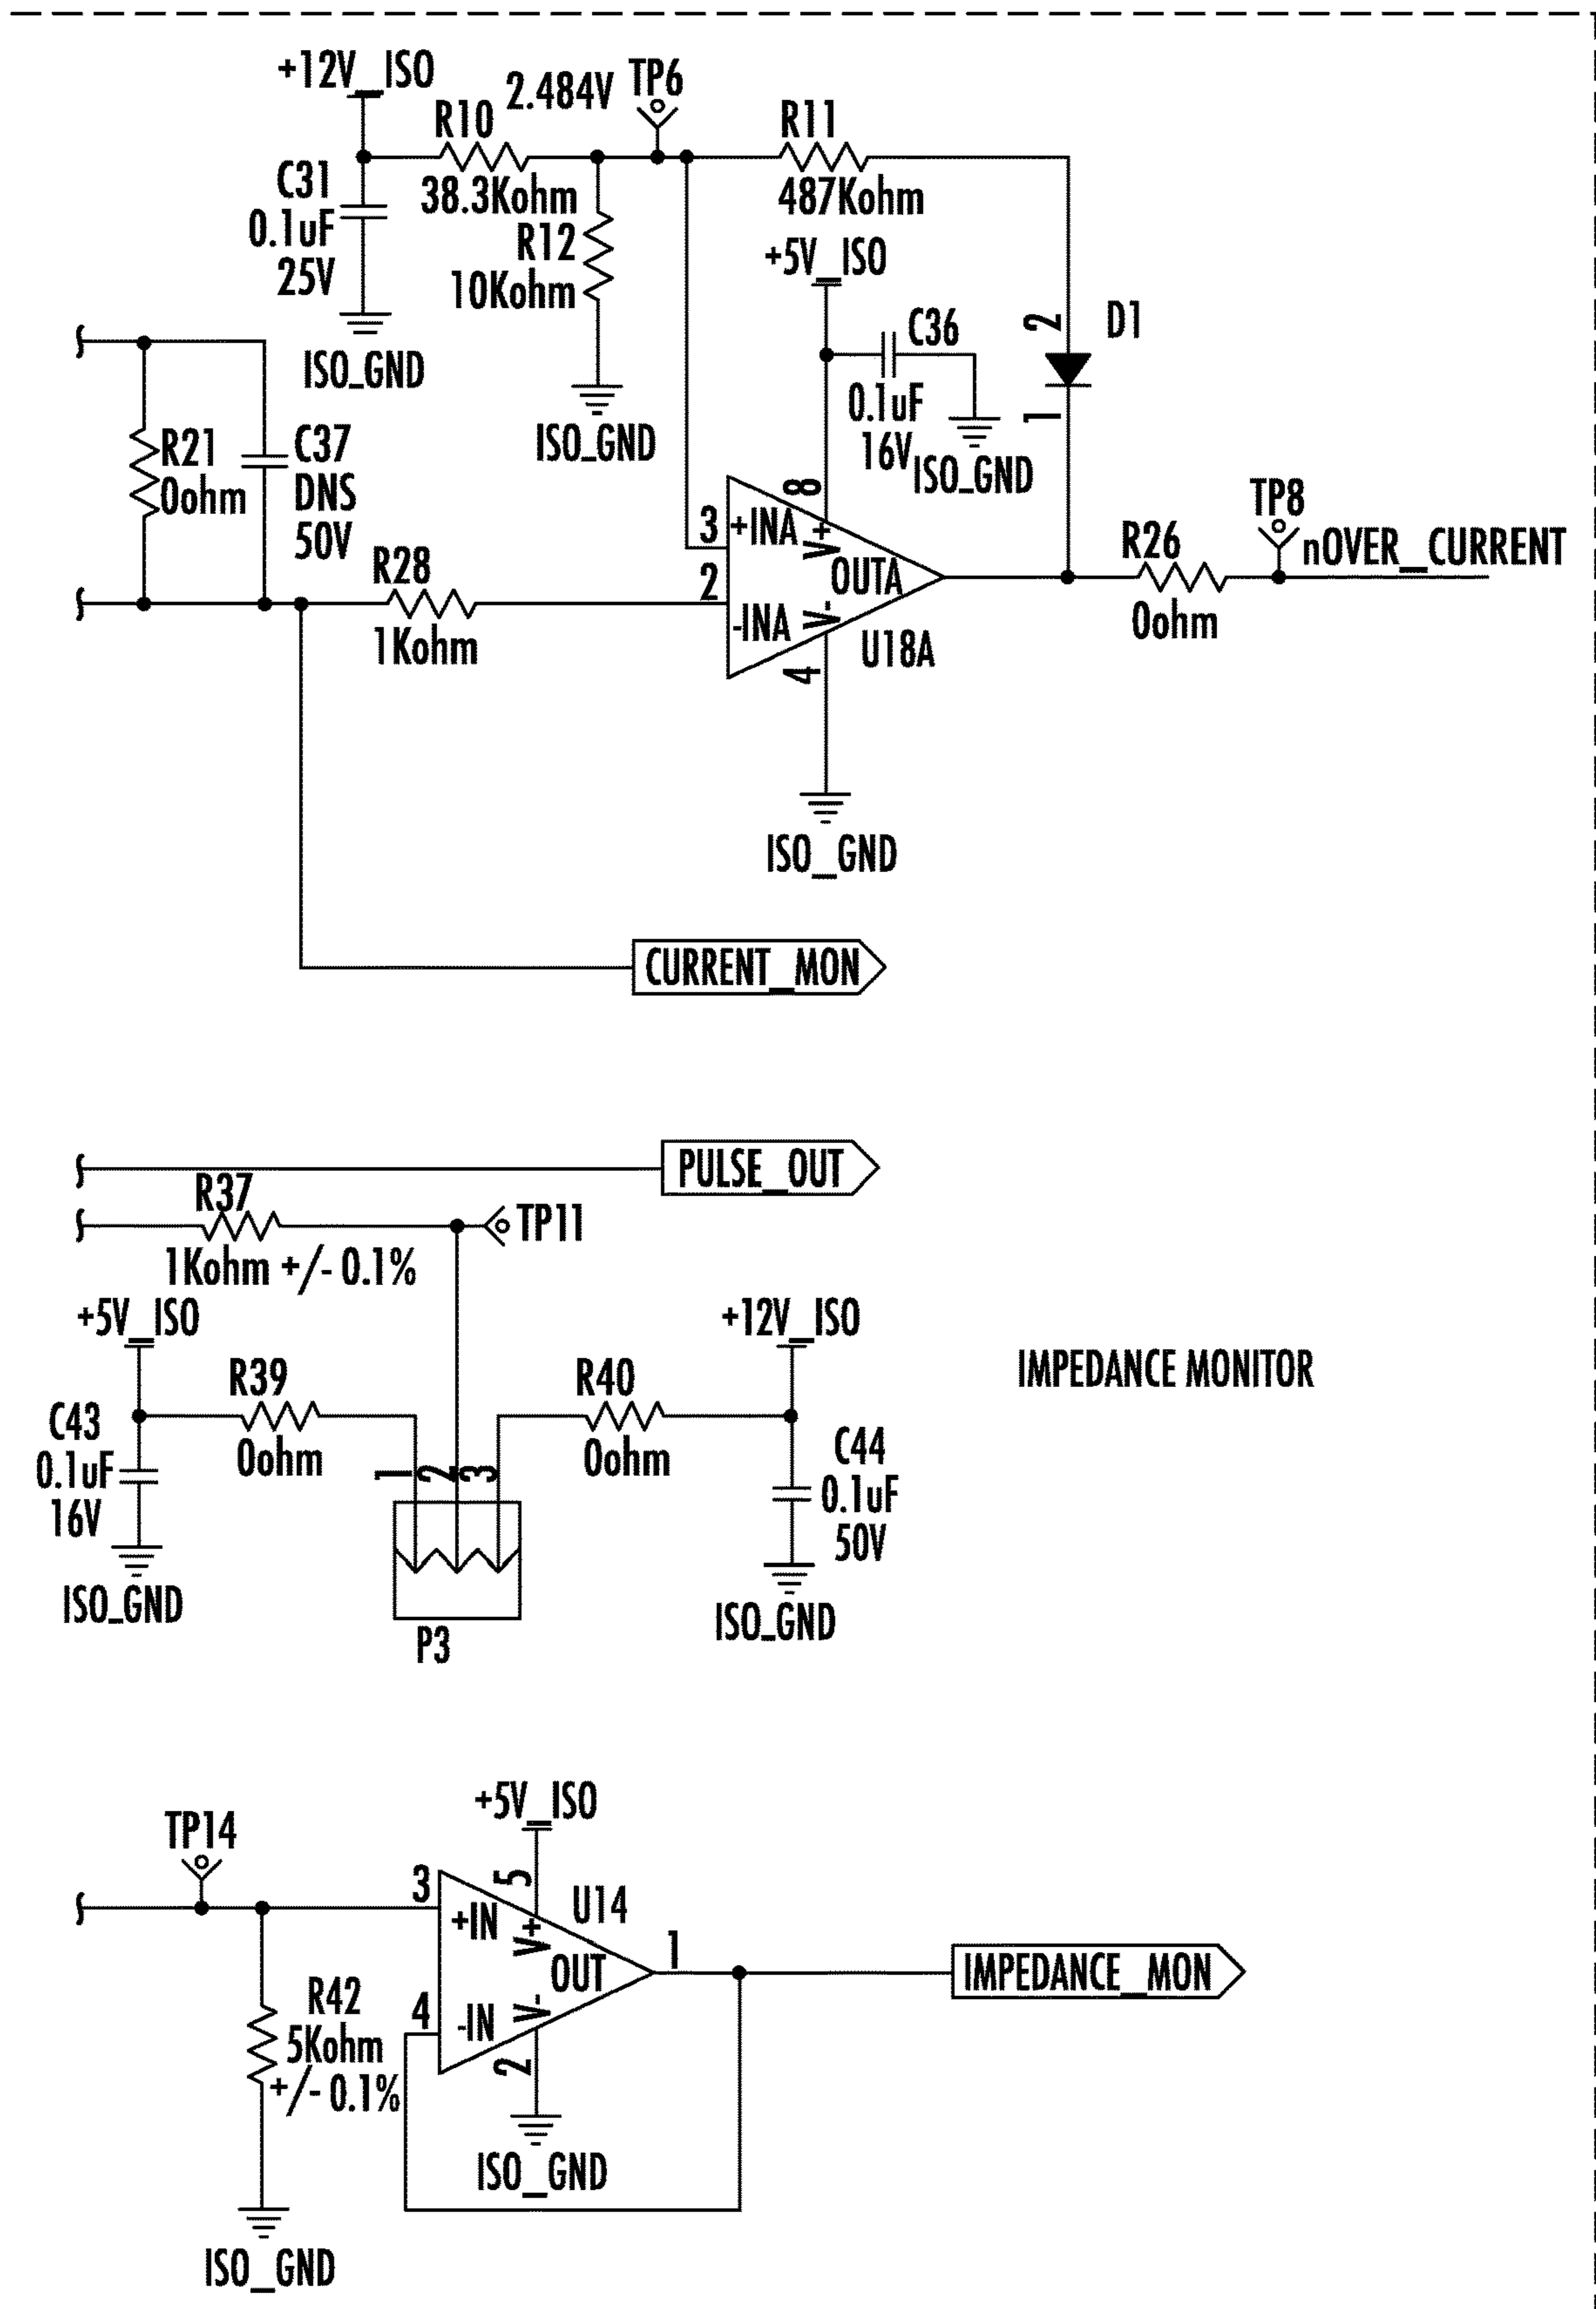 +12V_ISO
2.484V
TP6
R10
38.3Kohm
R11
487Kohm
C31
0.1uF
25V
ISO_GND
R12
10Kohm
ISO_GND
+5V_ISO
C36
0.1uF
16V
ISO_GND
2
D1
1
R21
0ohm
C37
DNS
50V
R28
1Kohm
3
+INA
2
-INA
8
V+
OUTA
V-
4
U18A
ISO_GND
R26
0ohm
TP8
nOVER_CURRENT
CURRENT_MON
PULSE_OUT
R37
1Kohm +/- 0.1%
TP11
+5V_ISO
R39
0ohm
C43
0.1uF
16V
ISO_GND
1
2
3
P3
+12V_ISO
R40
0ohm
C44
0.1uF
50V
ISO_GND
IMPEDANCE MONITOR
TP14
+5V_ISO
3
+IN
5
V+
U14
OUT
1
4
-IN
V-
2
ISO_GND
R42
5Kohm
+/- 0.1%
ISO_GND
IMPEDANCE_MON